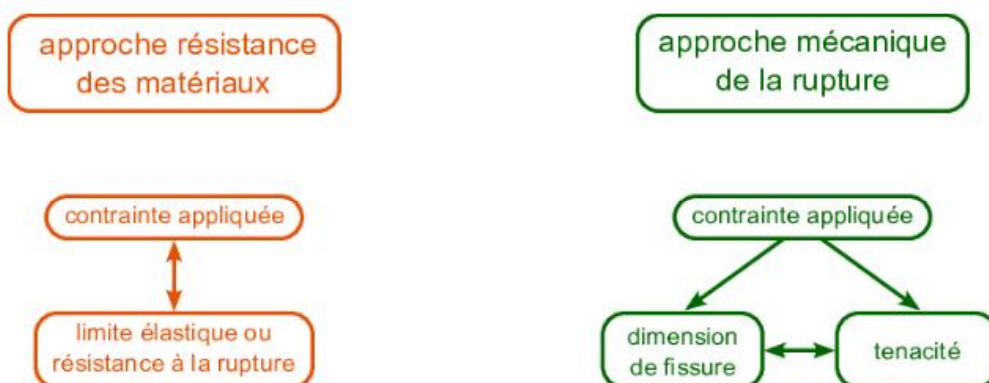 approche résistance
des matériaux
approche mécanique
de la rupture
contrainte appliquée
limite élastique ou
résistance à la rupture
contrainte appliquée
dimension
de fissure
tenacité